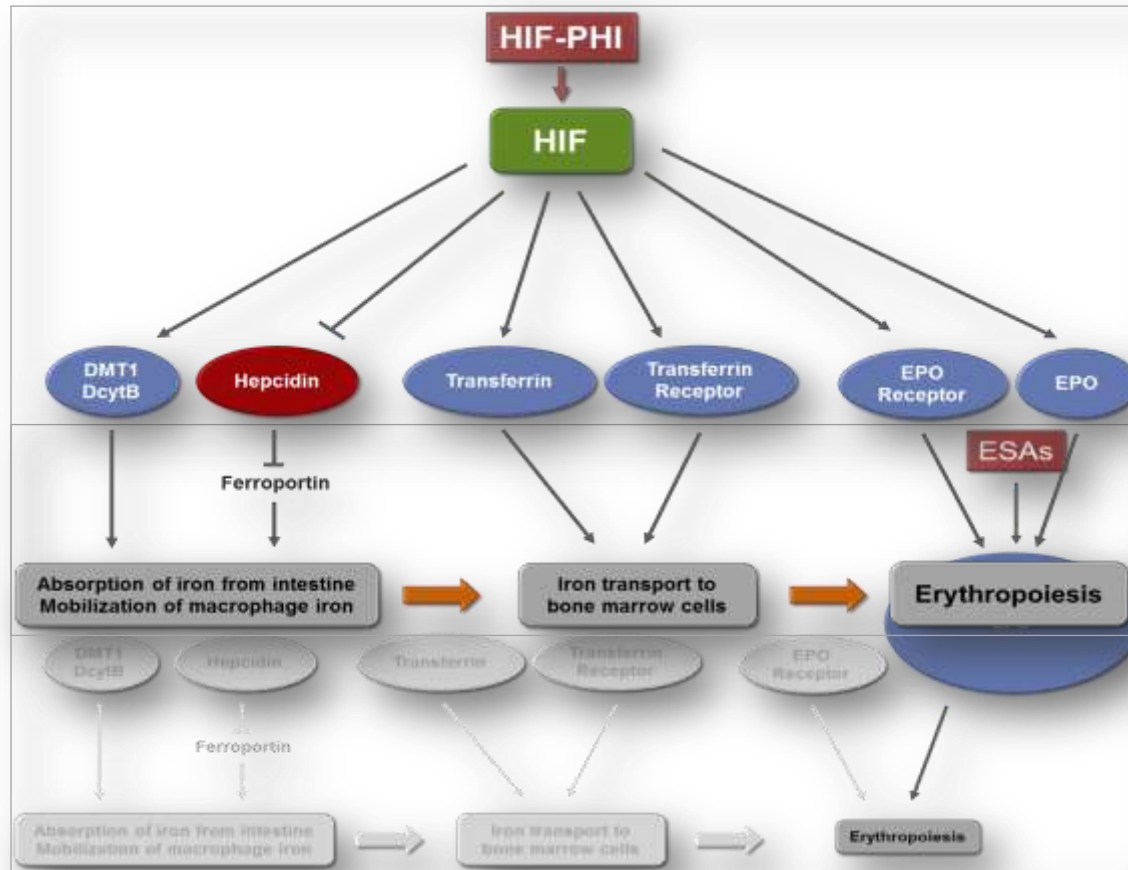 HIF-PHI
HIF
DMT1
DcytB
Hepcidin
Transferrin
Transferrin
Receptor
EPO
Receptor
EPO
ESAs
Ferroportin
Absorption of iron from intestine
Mobilization of macrophage iron
Iron transport to
bone marrow cells
Erythropoiesis
DMT1
DcytB
Hepcidin
Transferrin
Transferrin
Receptor
EPO
Receptor
Ferroportin
Absorption of iron from intestine
Mobilization of macrophage iron
Iron transport to
bone marrow cells
Erythropoiesis